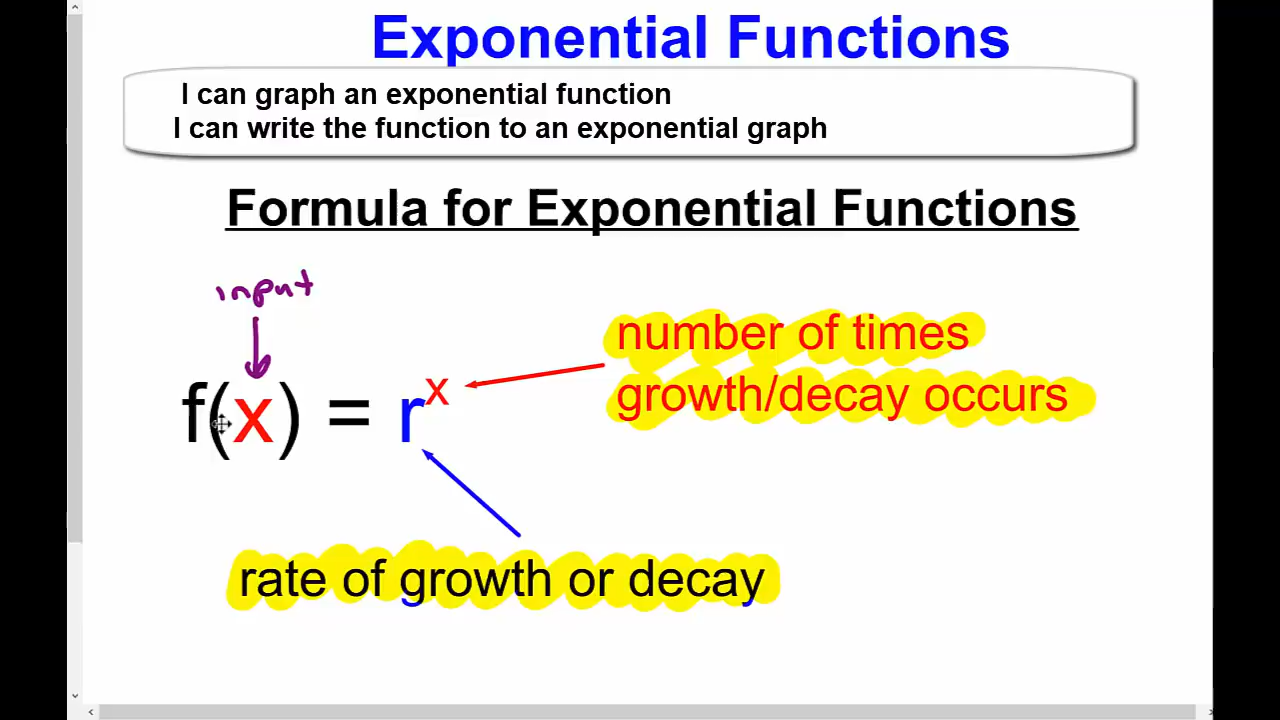 Exponential Functions
I can graph an exponential function
I can write the function to an exponential graph
Formula for Exponential Functions
input
number of times
growth/decay occurs
f(x) = rˣ
rate of growth or decay